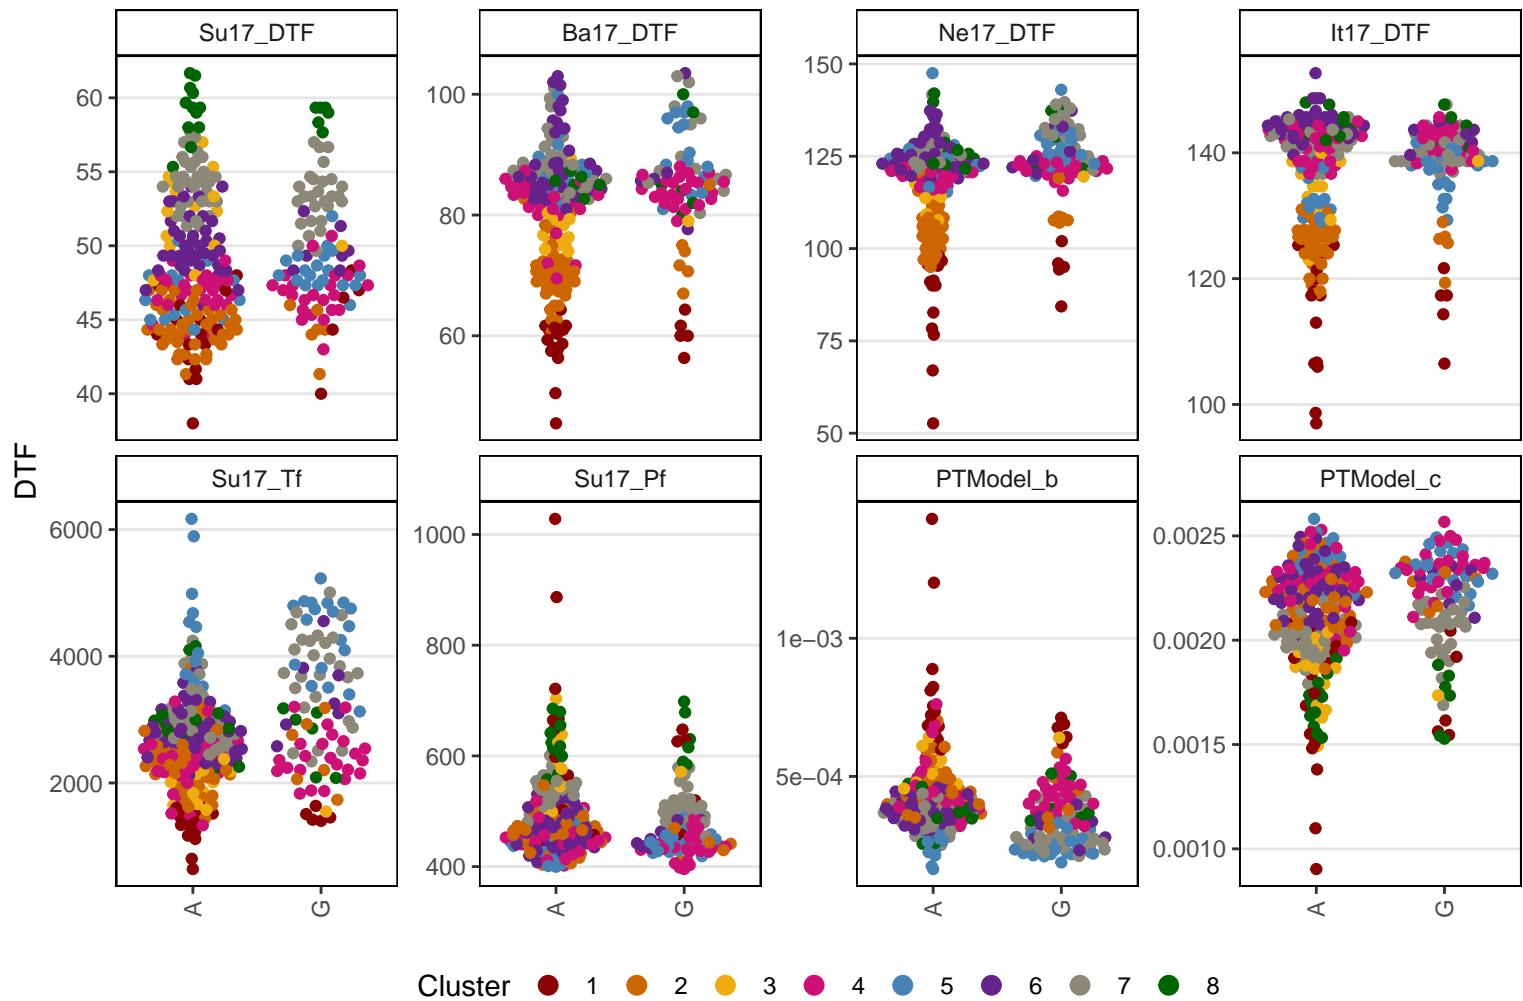 Su17_DTF Ba17_DTF Ne17_DTF It17_DTF
60 55 50 45 40
100 80 60
150 125 100 75 50
140 120 100
DTF
Su17_Tf Su17_Pf PTModel_b PTModel_c
6000 4000 2000
1000 800 600 400
1e−03 5e−04
0.0025 0.0020 0.0015 0.0010
A G A G A G A G
Cluster 1 2 3 4 5 6 7 8